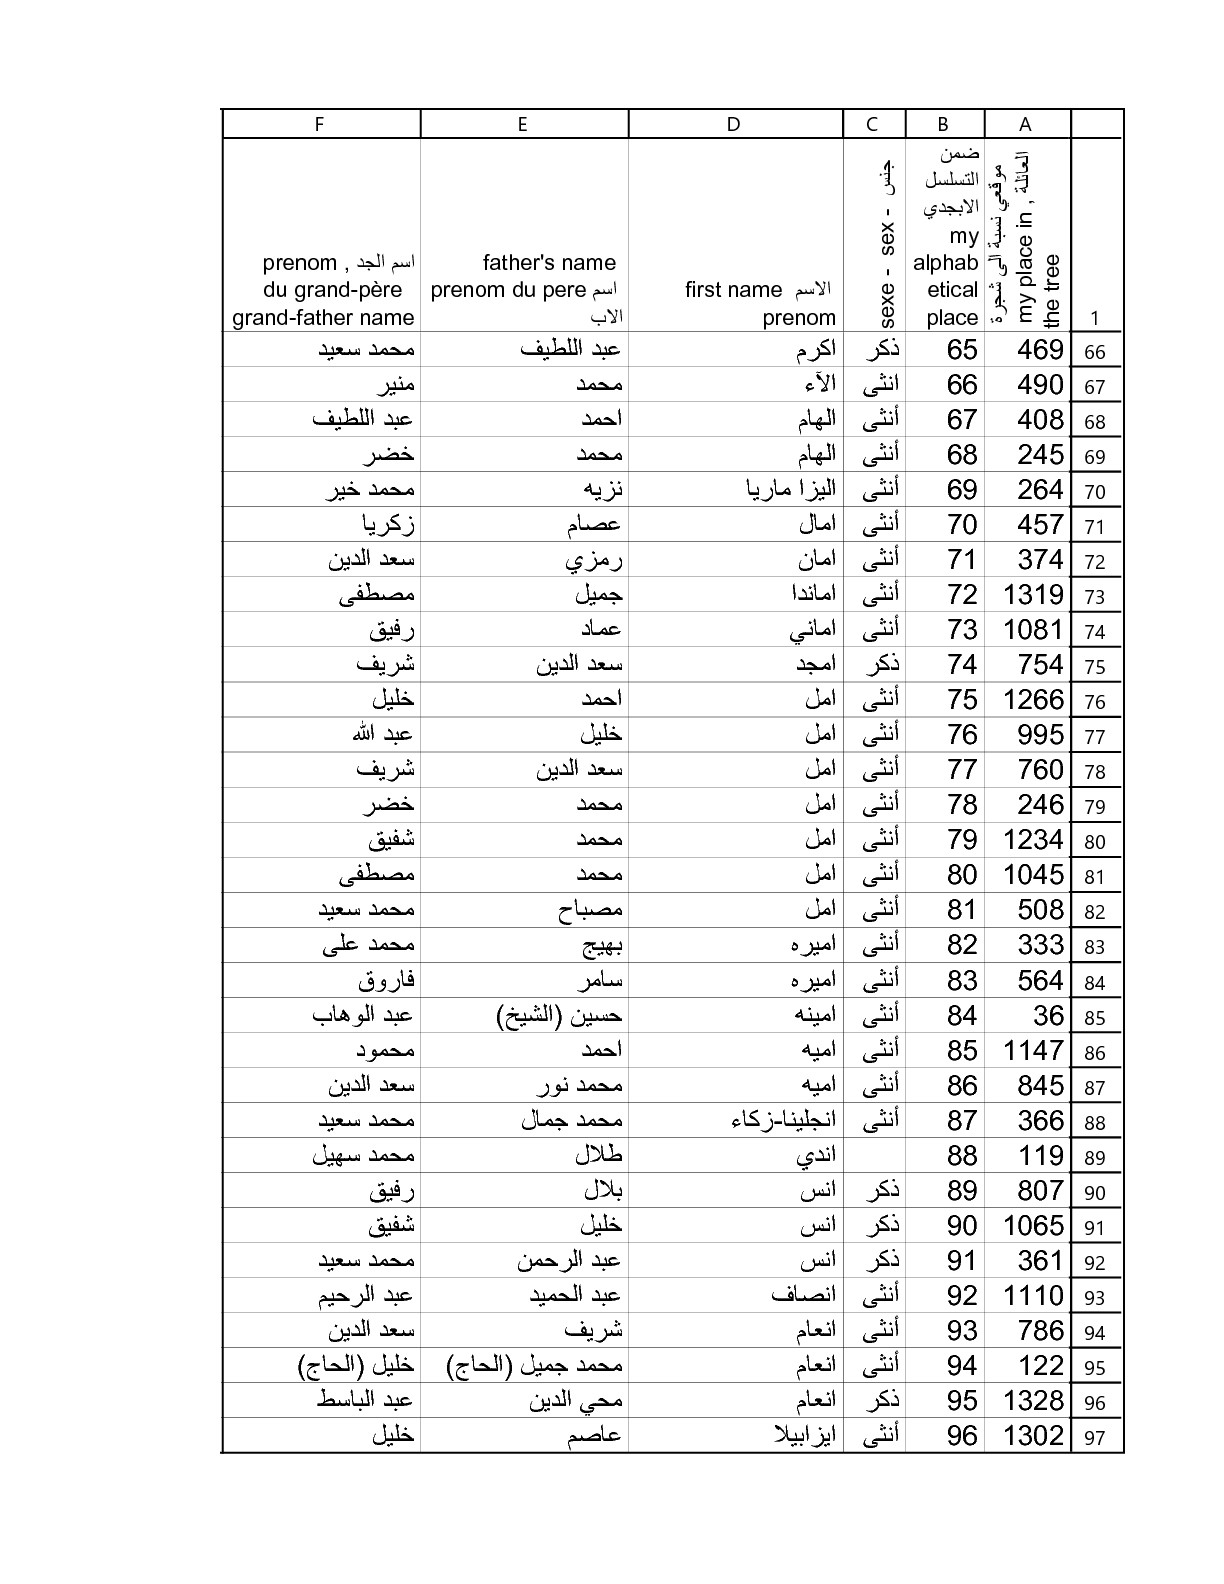 F E D C B A
اسم الجد , prenom du grand-père grand-father name
father's name prenom du pere اسم الاب
first name الاسم prenom
sexe - sex - جنس
ضمن التسلسل الابجدي my alphabetical place
موقعي نسبة الى شجرة العائلة , my place in the tree
1
محمد سعيد عبد اللطيف اكرم ذكر 65 469 66
منير محمد الآء انثى 66 490 67
عبد اللطيف احمد الهام أنثى 67 408 68
خضر محمد الهام أنثى 68 245 69
محمد خير نزيه اليزا ماريا أنثى 69 264 70
زكريا عصام امال أنثى 70 457 71
سعد الدين رمزي امان أنثى 71 374 72
مصطفى جميل اماندا أنثى 72 1319 73
رفيق عماد اماني أنثى 73 1081 74
شريف سعد الدين امجد ذكر 74 754 75
خليل احمد امل أنثى 75 1266 76
عبد الله خليل امل أنثى 76 995 77
شريف سعد الدين امل أنثى 77 760 78
خضر محمد امل أنثى 78 246 79
شفيق محمد امل أنثى 79 1234 80
مصطفى محمد امل أنثى 80 1045 81
محمد سعيد مصباح امل أنثى 81 508 82
محمد على بهيج اميره أنثى 82 333 83
فاروق سامر اميره أنثى 83 564 84
عبد الوهاب حسين (الشيخ) امينه أنثى 84 36 85
محمود احمد اميه أنثى 85 1147 86
سعد الدين محمد نور اميه أنثى 86 845 87
محمد سعيد محمد جمال انجلينا-زكاء أنثى 87 366 88
محمد سهيل طلال اندي 88 119 89
رفيق بلال انس ذكر 89 807 90
شفيق خليل انس ذكر 90 1065 91
محمد سعيد عبد الرحمن انس ذكر 91 361 92
عبد الرحيم عبد الحميد انصاف أنثى 92 1110 93
سعد الدين شريف انعام أنثى 93 786 94
خليل (الحاج) محمد جميل (الحاج) انعام أنثى 94 122 95
عبد الباسط محي الدين انعام ذكر 95 1328 96
خليل عاصم ايزابيلا أنثى 96 1302 97